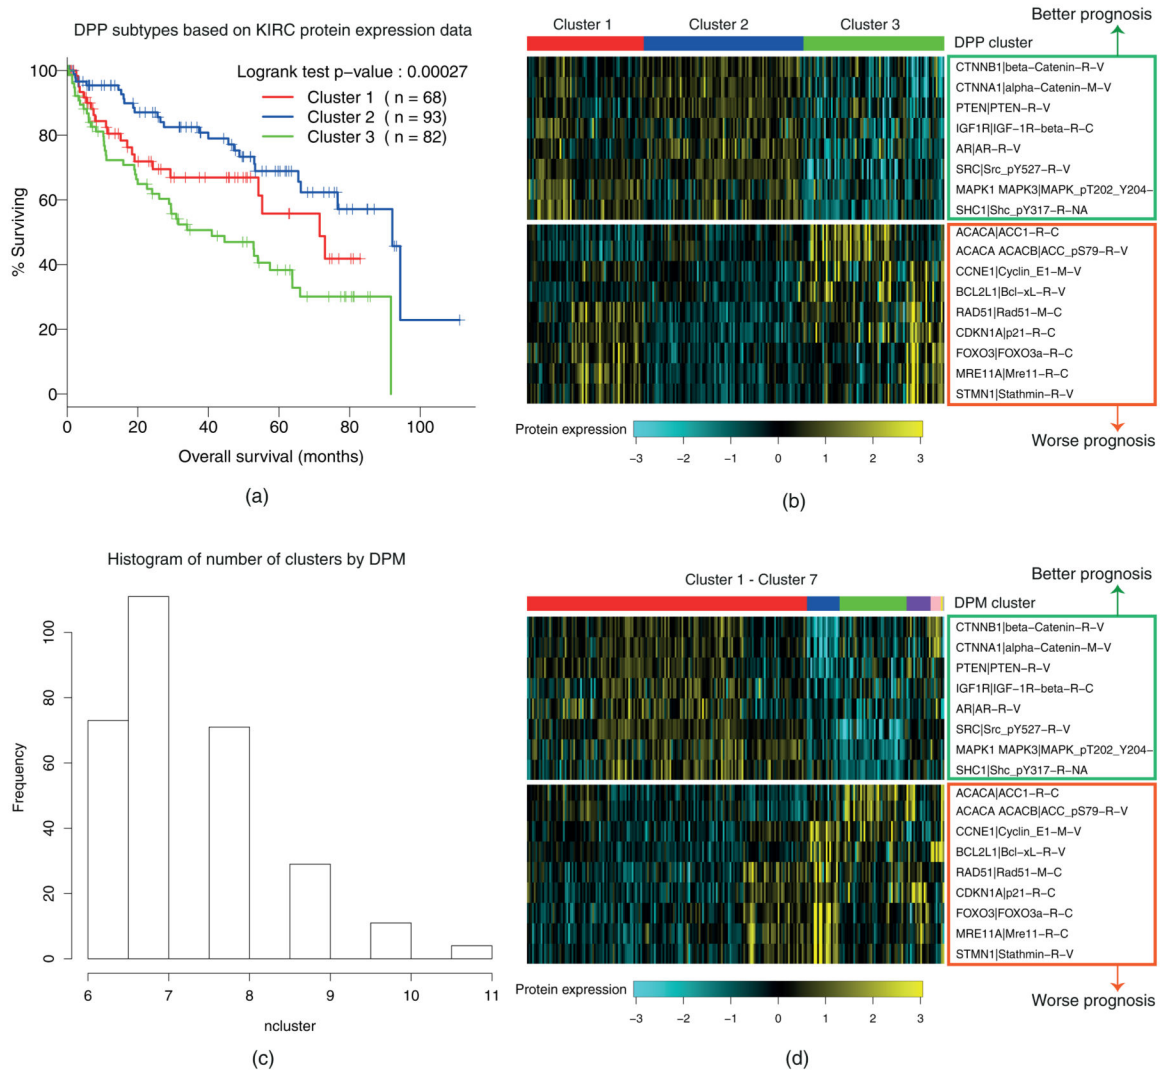 DPP subtypes based on KIRC protein expression data
Logrank test p-value : 0.00027
Cluster 1 ( n = 68)
Cluster 2 ( n = 93)
Cluster 3 ( n = 82)
% Surviving
100
80
60
40
20
0
0 20 40 60 80 100
Overall survival (months)
(a)
Cluster 1 Cluster 2 Cluster 3
Better prognosis
DPP cluster
CTNNB1|beta-Catenin-R-V
CTNNA1|alpha-Catenin-M-V
PTEN|PTEN-R-V
IGF1R|IGF-1R-beta-R-C
AR|AR-R-V
SRC|Src_pY527-R-V
MAPK1 MAPK3|MAPK_pT202_Y204-
SHC1|Shc_pY317-R-NA
ACACA|ACC1-R-C
ACACA ACACB|ACC_pS79-R-V
CCNE1|Cyclin_E1-M-V
BCL2L1|Bcl-xL-R-V
RAD51|Rad51-M-C
CDKN1A|p21-R-C
FOXO3|FOXO3a-R-C
MRE11A|Mre11-R-C
STMN1|Stathmin-R-V
Protein expression
-3 -2 -1 0 1 2 3
Worse prognosis
(b)
Histogram of number of clusters by DPM
Frequency
100
80
60
40
20
0
6 7 8 9 10 11
ncluster
(c)
Cluster 1 - Cluster 7
Better prognosis
DPM cluster
CTNNB1|beta-Catenin-R-V
CTNNA1|alpha-Catenin-M-V
PTEN|PTEN-R-V
IGF1R|IGF-1R-beta-R-C
AR|AR-R-V
SRC|Src_pY527-R-V
MAPK1 MAPK3|MAPK_pT202_Y204-
SHC1|Shc_pY317-R-NA
ACACA|ACC1-R-C
ACACA ACACB|ACC_pS79-R-V
CCNE1|Cyclin_E1-M-V
BCL2L1|Bcl-xL-R-V
RAD51|Rad51-M-C
CDKN1A|p21-R-C
FOXO3|FOXO3a-R-C
MRE11A|Mre11-R-C
STMN1|Stathmin-R-V
Protein expression
-3 -2 -1 0 1 2 3
Worse prognosis
(d)